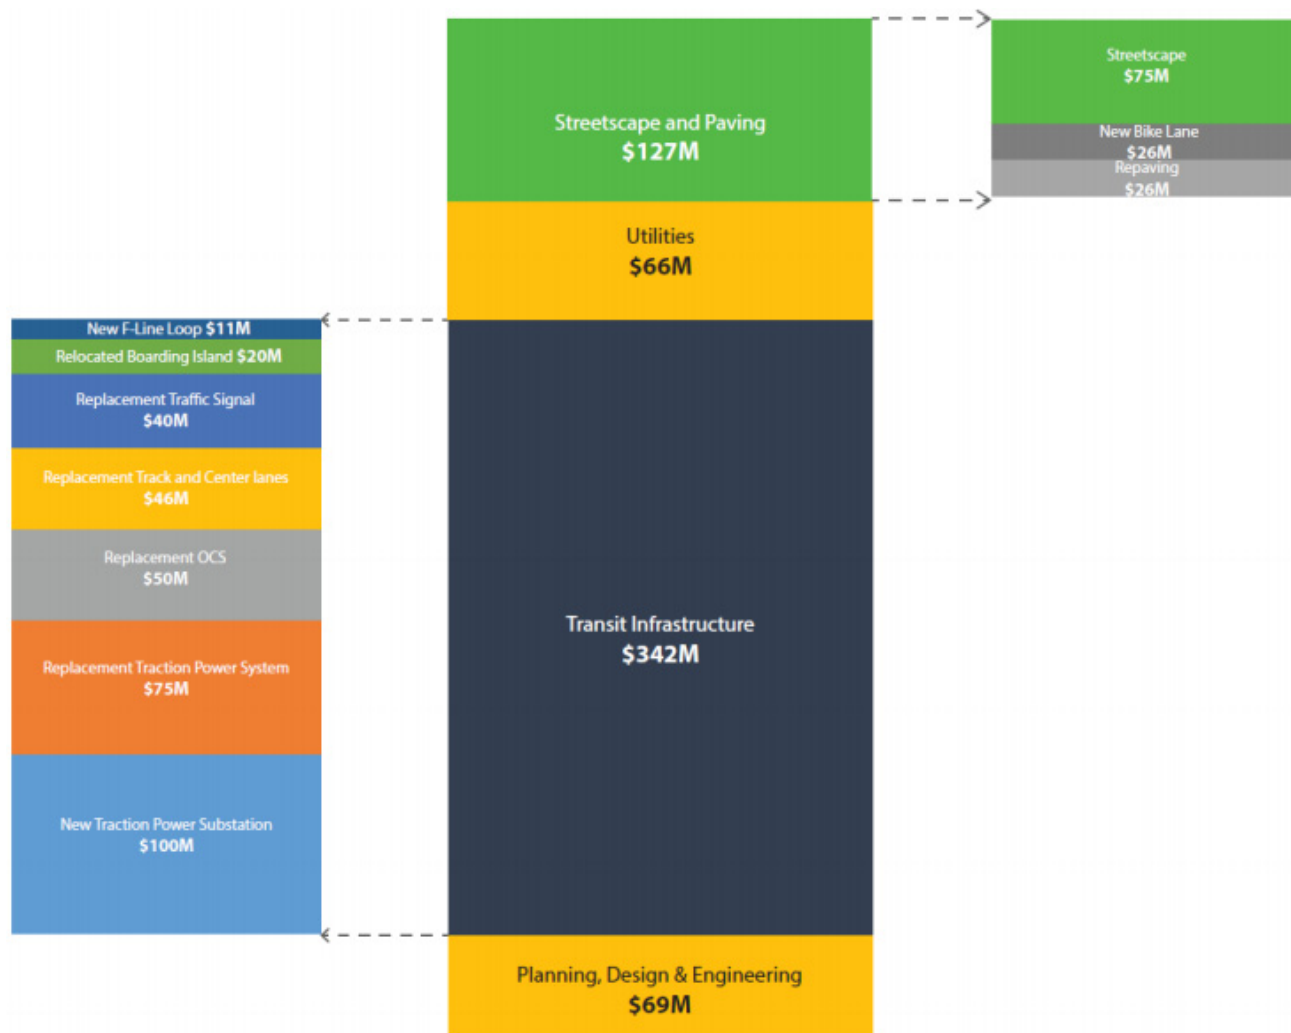 Streetscape and Paving
$127M
Utilities
$66M
Transit Infrastructure
$342M
Planning, Design & Engineering
$69M
Streetscape
$75M
New Bike Lane
$26M
Repaving
$26M
New F-Line Loop $11M
Relocated Boarding Island $20M
Replacement Traffic Signal
$40M
Replacement Track and Center lanes
$46M
Replacement OCS
$50M
Replacement Traction Power System
$75M
New Traction Power Substation
$100M